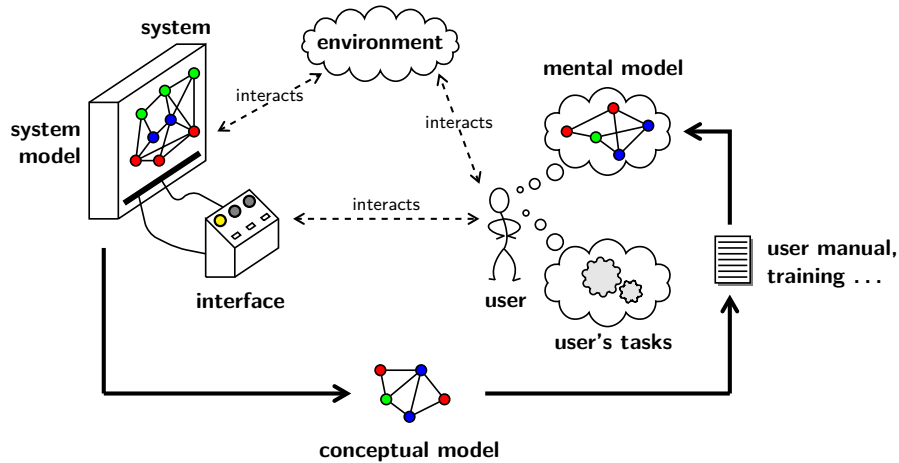 system
environment
mental model
interacts
interacts
system
model
interacts
user manual,
training . . .
interface
user
user's tasks
conceptual model